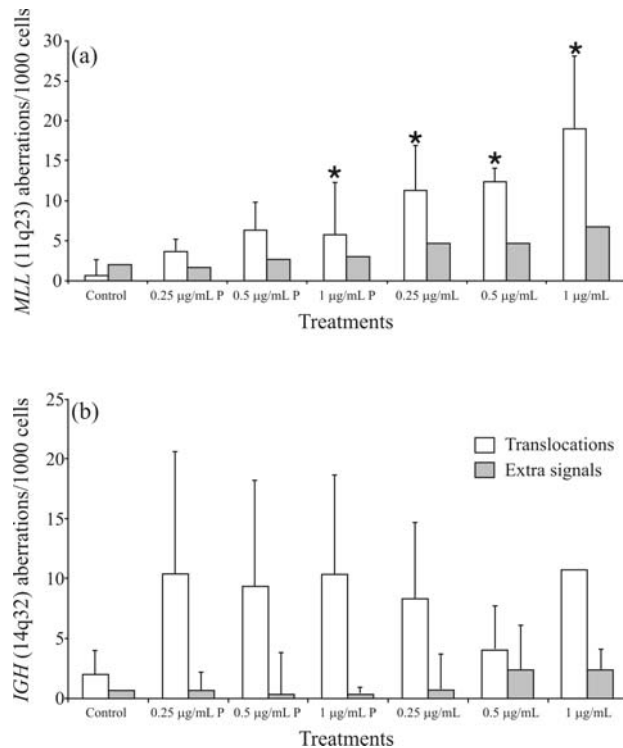 (a)
MLL (11q23) aberrations/1000 cells
30
25
20
15
10
5
0
* * * *
Control 0.25 µg/mL P 0.5 µg/mL P 1 µg/mL P 0.25 µg/mL 0.5 µg/mL 1 µg/mL
Treatments
(b)
IGH (14q32) aberrations/1000 cells
25
20
15
10
5
0
Translocations
Extra signals
Control 0.25 µg/mL P 0.5 µg/mL P 1 µg/mL P 0.25 µg/mL 0.5 µg/mL 1 µg/mL
Treatments